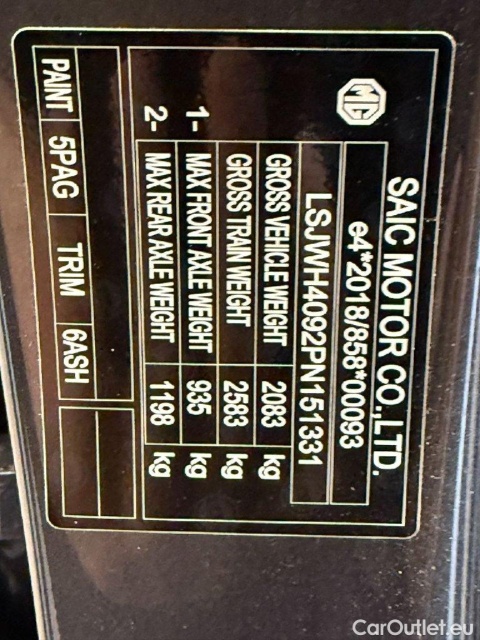 MG
SAIC MOTOR CO.,LTD.
e4*2018/858*00093
LSJWH4092PN151331
GROSS VEHICLE WEIGHT 2083 kg
GROSS TRAIN WEIGHT 2583 kg
1- MAX FRONT AXLE WEIGHT 935 kg
2- MAX REAR AXLE WEIGHT 1198 kg
PAINT 5PAG TRIM 6ASH
CarOutlet.eu